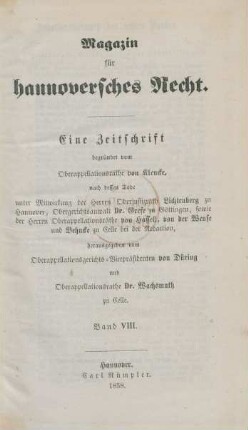 Magazin
für
hannoversches Recht.
Eine Zeitschrift
begründet vom
Oberappellationsrathe von Klencke,
nach dessen Tode
unter Mitwirkung der Herren Oberjustizrath Lichtenberg zu
Hannover, Obergerichtsanwalt Dr. Grefe zu Göttingen, sowie
der Herren Oberappellationsräthe von Hassell, von der Wense
und Behncke zu Celle bei der Redaction,
herausgegeben vom
Oberappellationsgerichts-Vicepräsidenten von Düring
und
Oberappellationsrathe Dr. Wachsmuth
zu Celle.
Band VIII.
Hannover.
Carl Rümpler.
1858.